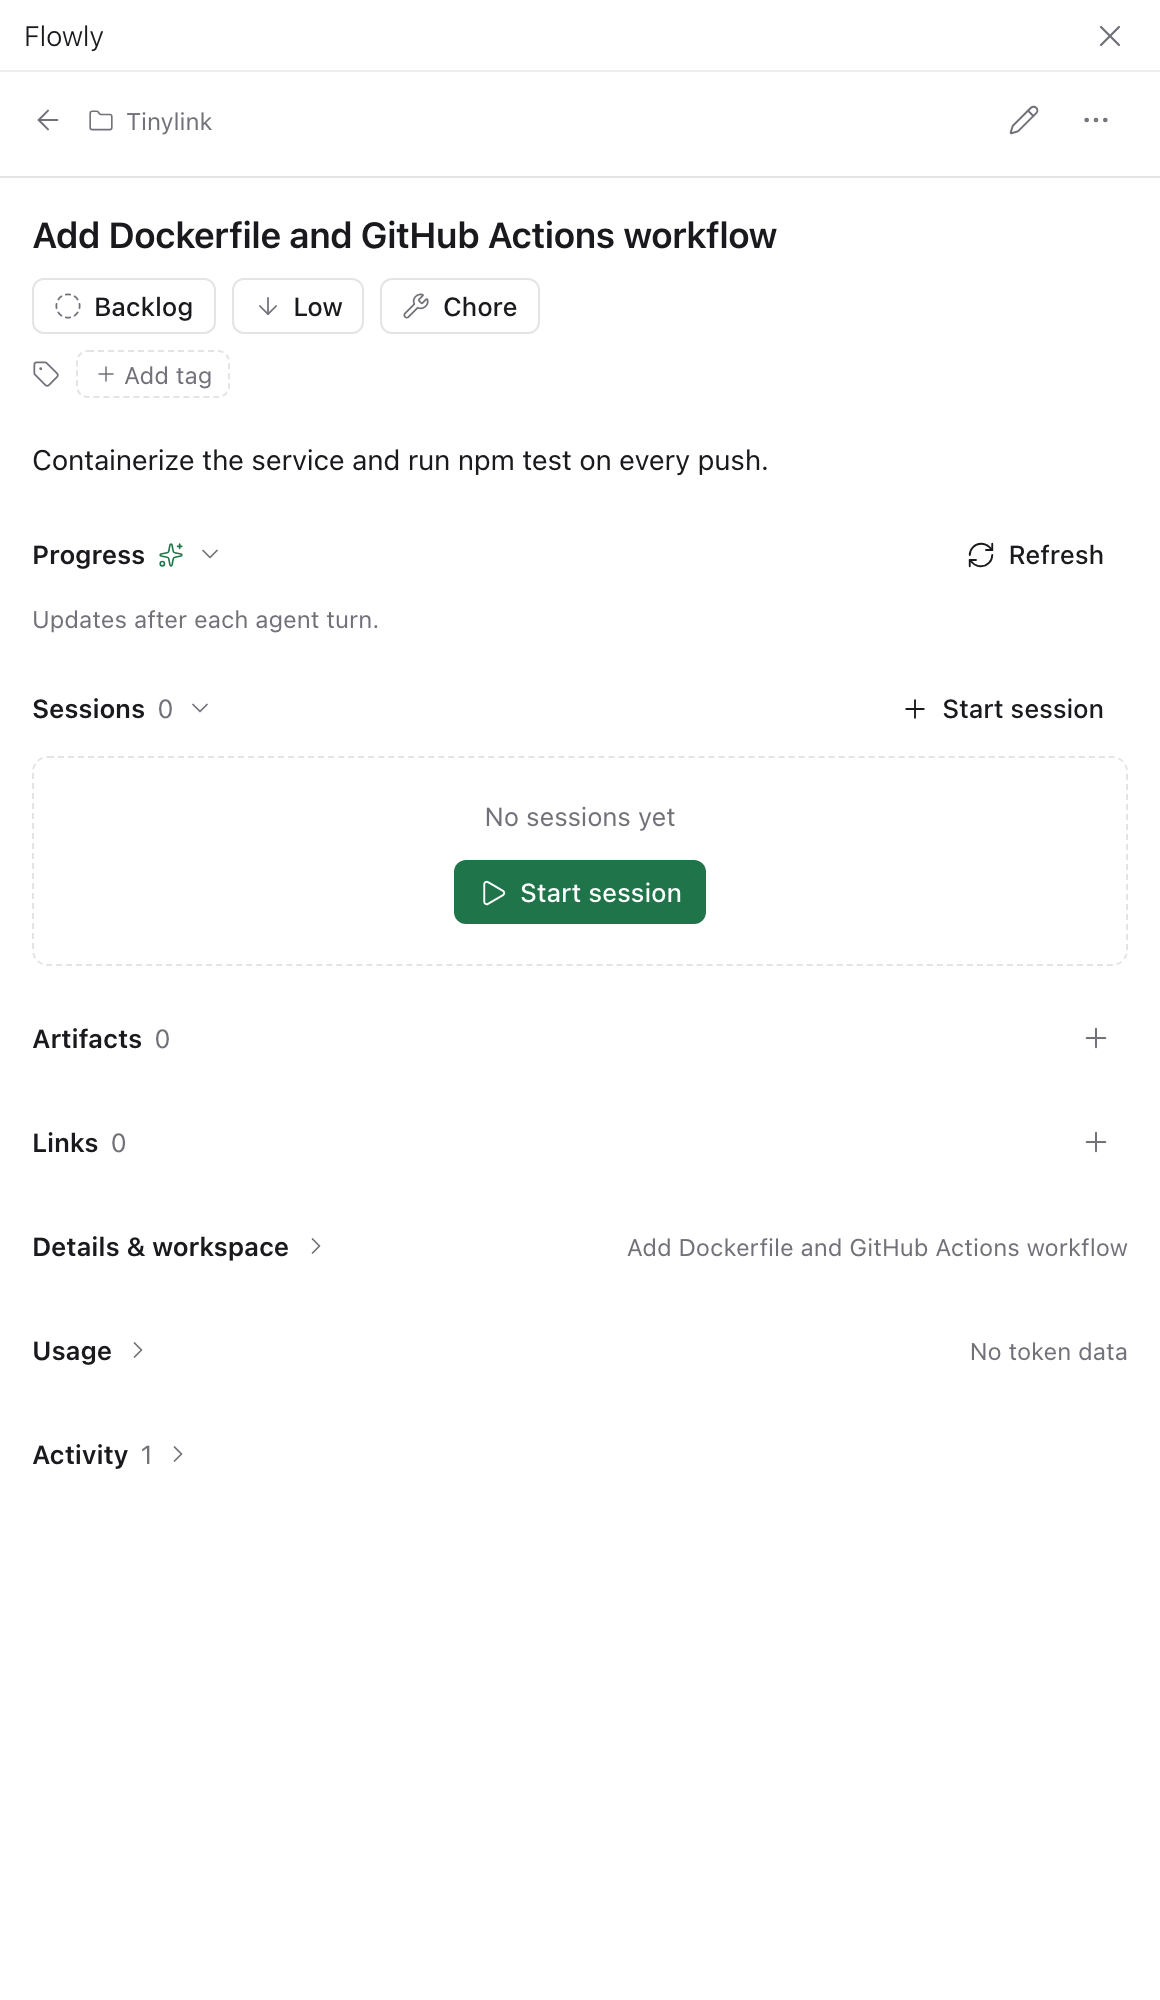 Flowly
Tinylink
Add Dockerfile and GitHub Actions workflow
Backlog Low Chore
+ Add tag
Containerize the service and run npm test on every push.
Progress Refresh
Updates after each agent turn.
Sessions 0 + Start session
No sessions yet
Start session
Artifacts 0 +
Links 0 +
Details & workspace Add Dockerfile and GitHub Actions workflow
Usage No token data
Activity 1